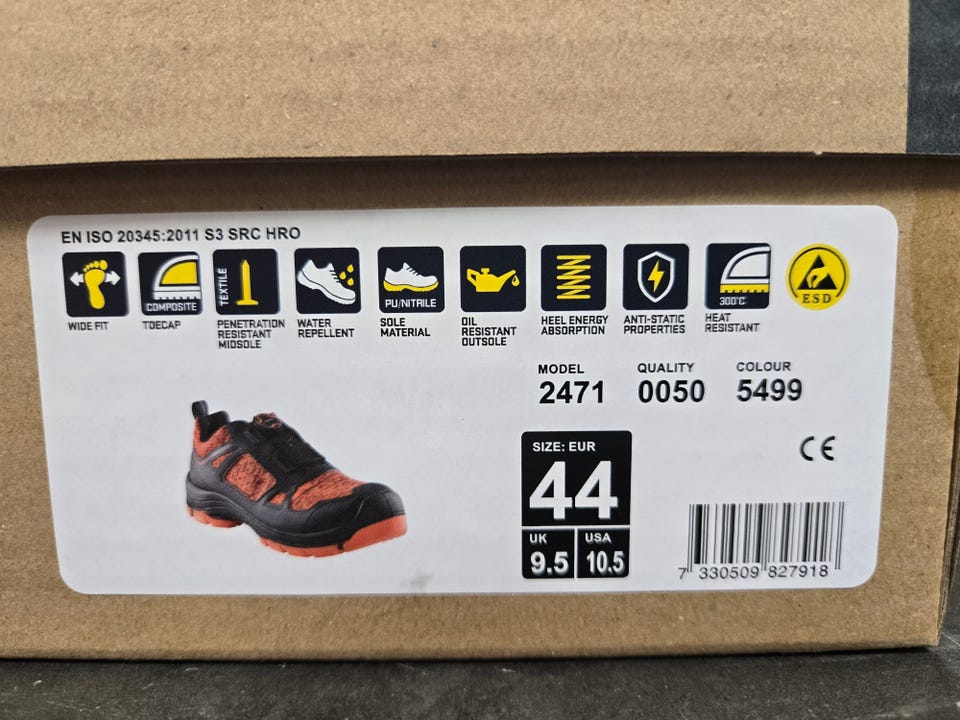 EN ISO 20345:2011 S3 SRC HRO
WIDE FIT
COMPOSITE
TOECAP
TEXTILE
PENETRATION
RESISTANT
MIDSOLE
WATER
REPELLENT
PU/NITRILE
SOLE
MATERIAL
OIL
RESISTANT
OUTSOLE
HEEL ENERGY
ABSORPTION
ANTI-STATIC
PROPERTIES
300°C
HEAT
RESISTANT
ESD
MODEL
2471
QUALITY
0050
COLOUR
5499
CE
SIZE: EUR
44
UK
9.5
USA
10.5
7 330509 827918